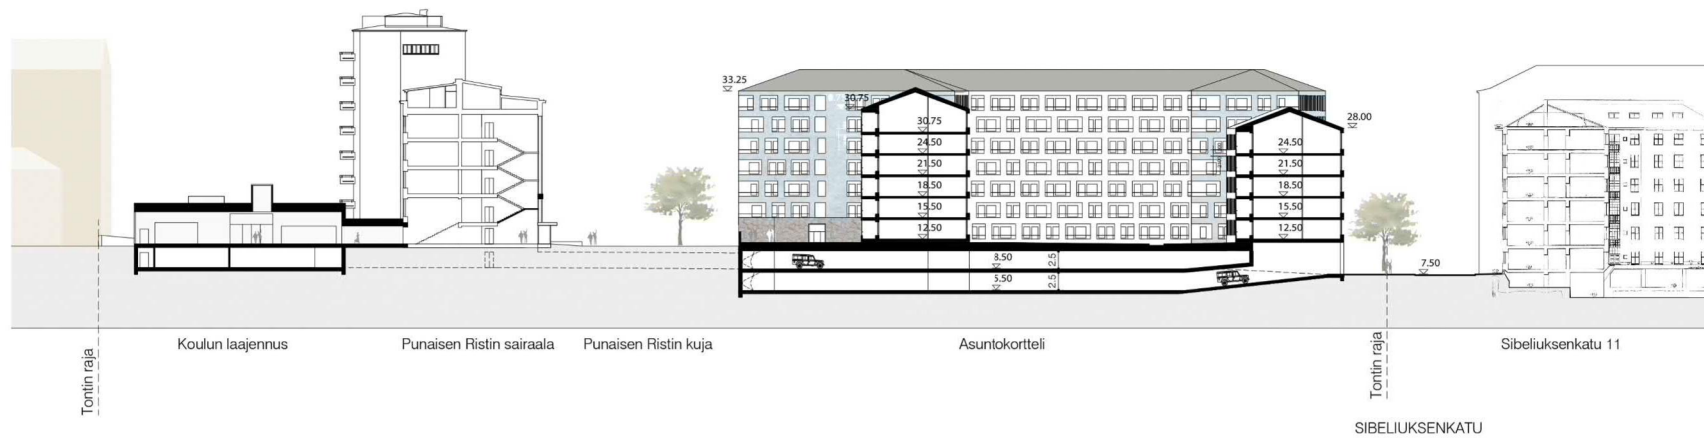 33.25
30.75
30.75
28.00
24.50
24.50
21.50
21.50
18.50
18.50
15.50
15.50
12.50
12.50
8.50
2.5
7.50
5.50
2.5
Koulun laajennus
Punaisen Ristin sairaala
Punaisen Ristin kuja
Asuntokortteli
Sibeliuksenkatu 11
Tontin raja
Tontin raja
SIBELIUKSENKATU